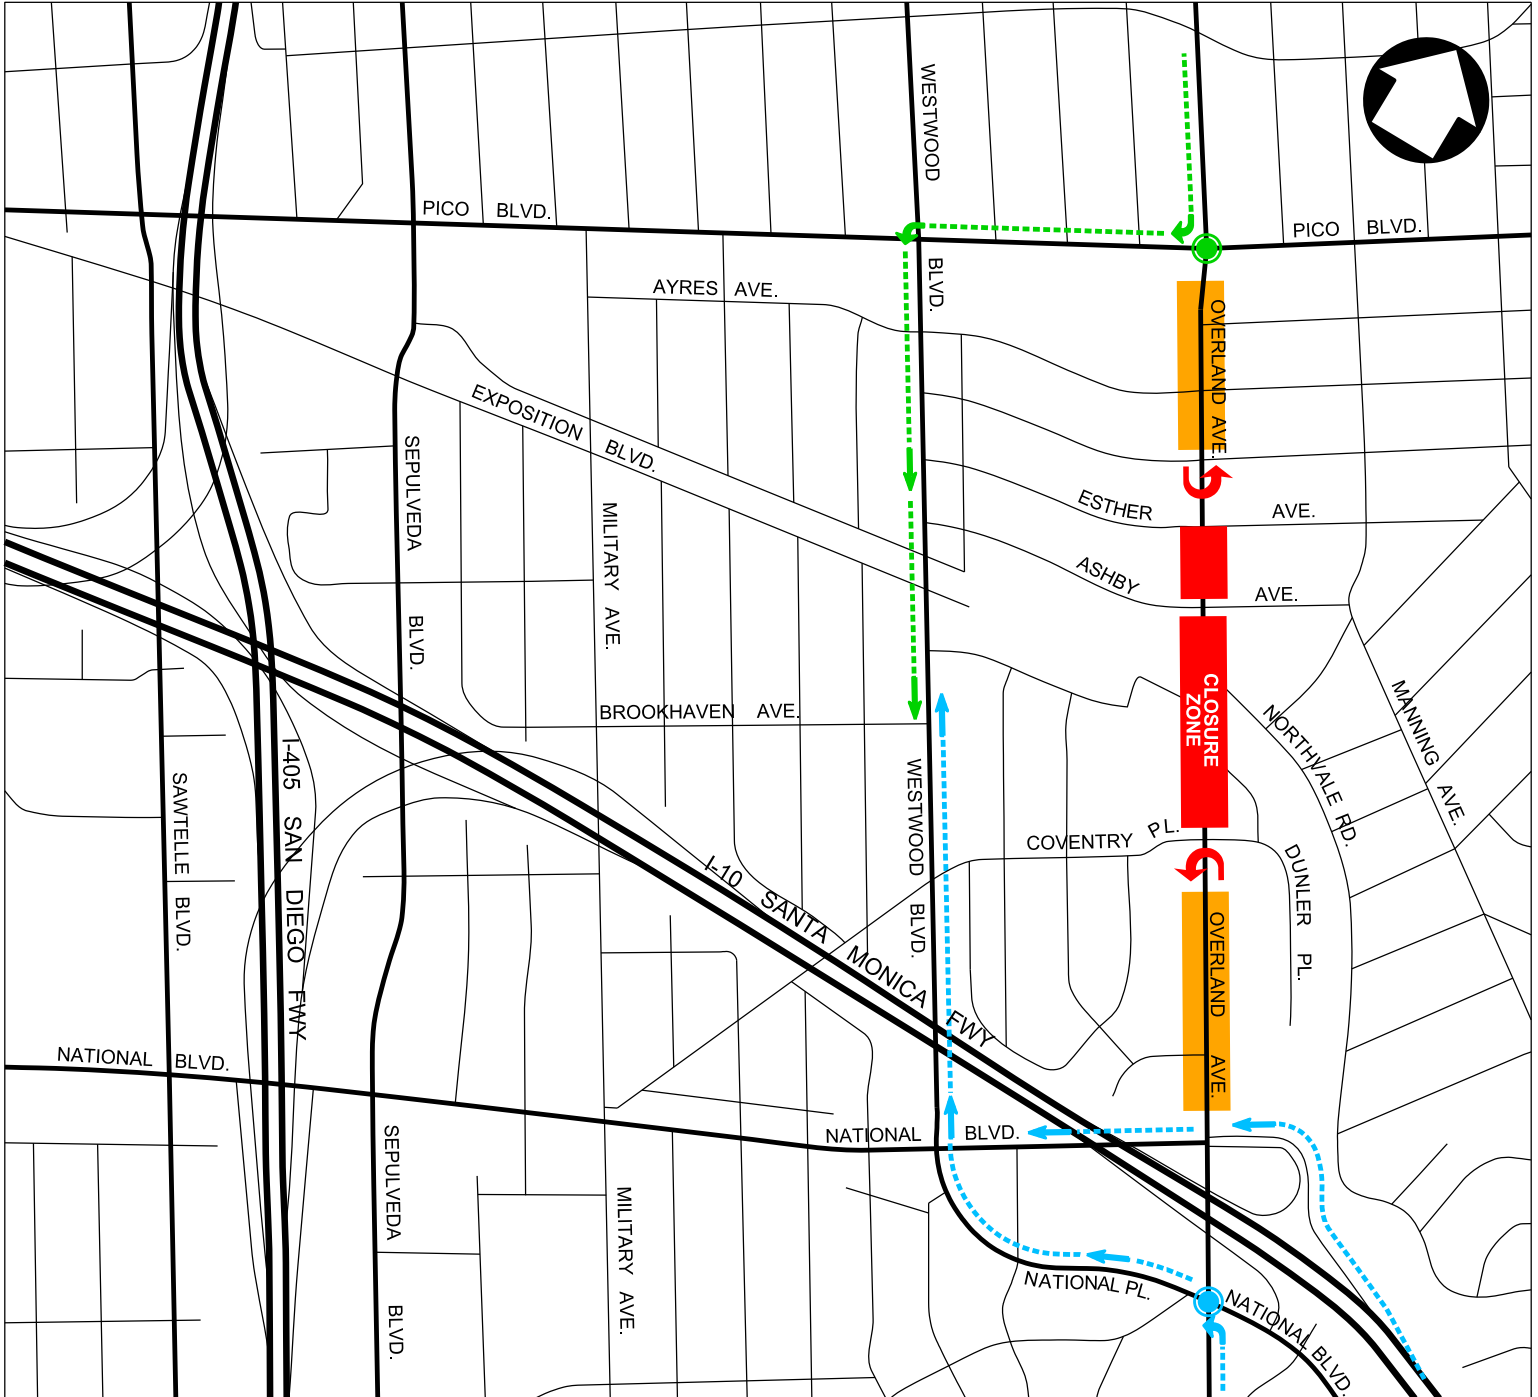 WESTWOOD
BLVD.
PICO BLVD.
PICO BLVD.
AYRES AVE.
OVERLAND AVE.
EXPOSITION BLVD.
SEPULVEDA
BLVD.
MILITARY AVE.
ESTHER AVE.
ASHBY AVE.
CLOSURE
ZONE
NORTHVALE RD.
MANNING AVE.
BROOKHAVEN AVE.
I-405 SAN DIEGO FWY
SAWTELLE BLVD.
WESTWOOD BLVD.
COVENTRY PL.
DUNLER PL.
I-10 SANTA MONICA FWY
OVERLAND AVE.
NATIONAL BLVD.
NATIONAL BLVD.
SEPULVEDA
BLVD.
MILITARY AVE.
NATIONAL PL.
NATIONAL BLVD.